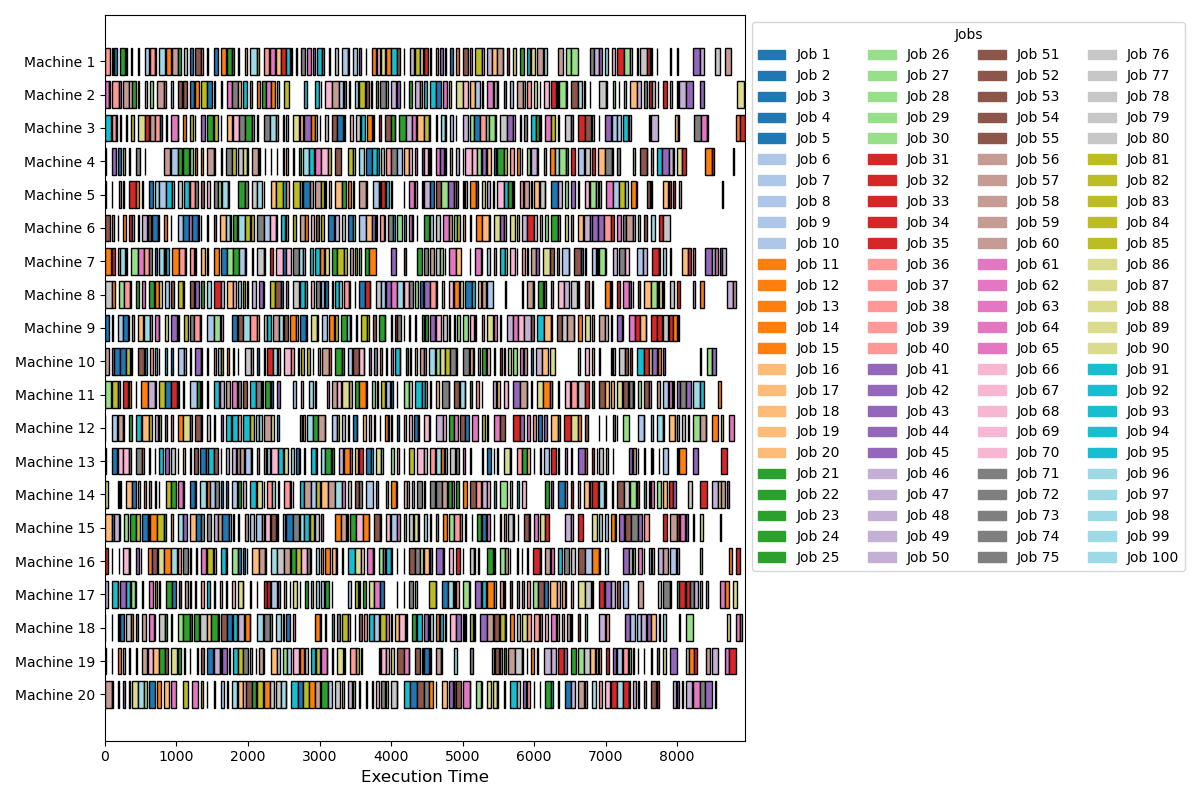 Machine 1
Machine 2
Machine 3
Machine 4
Machine 5
Machine 6
Machine 7
Machine 8
Machine 9
Machine 10
Machine 11
Machine 12
Machine 13
Machine 14
Machine 15
Machine 16
Machine 17
Machine 18
Machine 19
Machine 20
0 1000 2000 3000 4000 5000 6000 7000 8000
Execution Time
Jobs
Job 1 Job 26 Job 51 Job 76
Job 2 Job 27 Job 52 Job 77
Job 3 Job 28 Job 53 Job 78
Job 4 Job 29 Job 54 Job 79
Job 5 Job 30 Job 55 Job 80
Job 6 Job 31 Job 56 Job 81
Job 7 Job 32 Job 57 Job 82
Job 8 Job 33 Job 58 Job 83
Job 9 Job 34 Job 59 Job 84
Job 10 Job 35 Job 60 Job 85
Job 11 Job 36 Job 61 Job 86
Job 12 Job 37 Job 62 Job 87
Job 13 Job 38 Job 63 Job 88
Job 14 Job 39 Job 64 Job 89
Job 15 Job 40 Job 65 Job 90
Job 16 Job 41 Job 66 Job 91
Job 17 Job 42 Job 67 Job 92
Job 18 Job 43 Job 68 Job 93
Job 19 Job 44 Job 69 Job 94
Job 20 Job 45 Job 70 Job 95
Job 21 Job 46 Job 71 Job 96
Job 22 Job 47 Job 72 Job 97
Job 23 Job 48 Job 73 Job 98
Job 24 Job 49 Job 74 Job 99
Job 25 Job 50 Job 75 Job 100